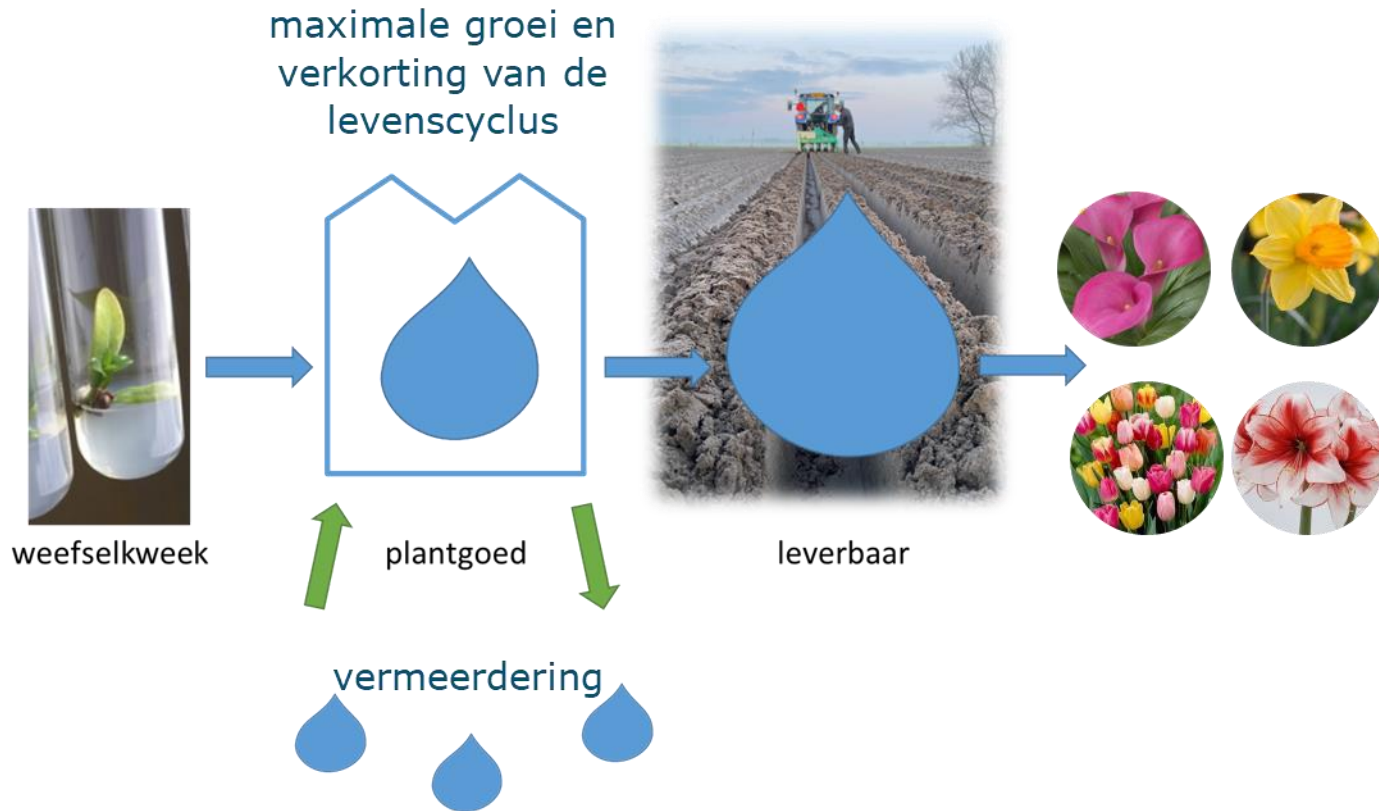 maximale groei en
verkorting van de
levenscyclus
weefselkweek
plantgoed
leverbaar
vermeerdering